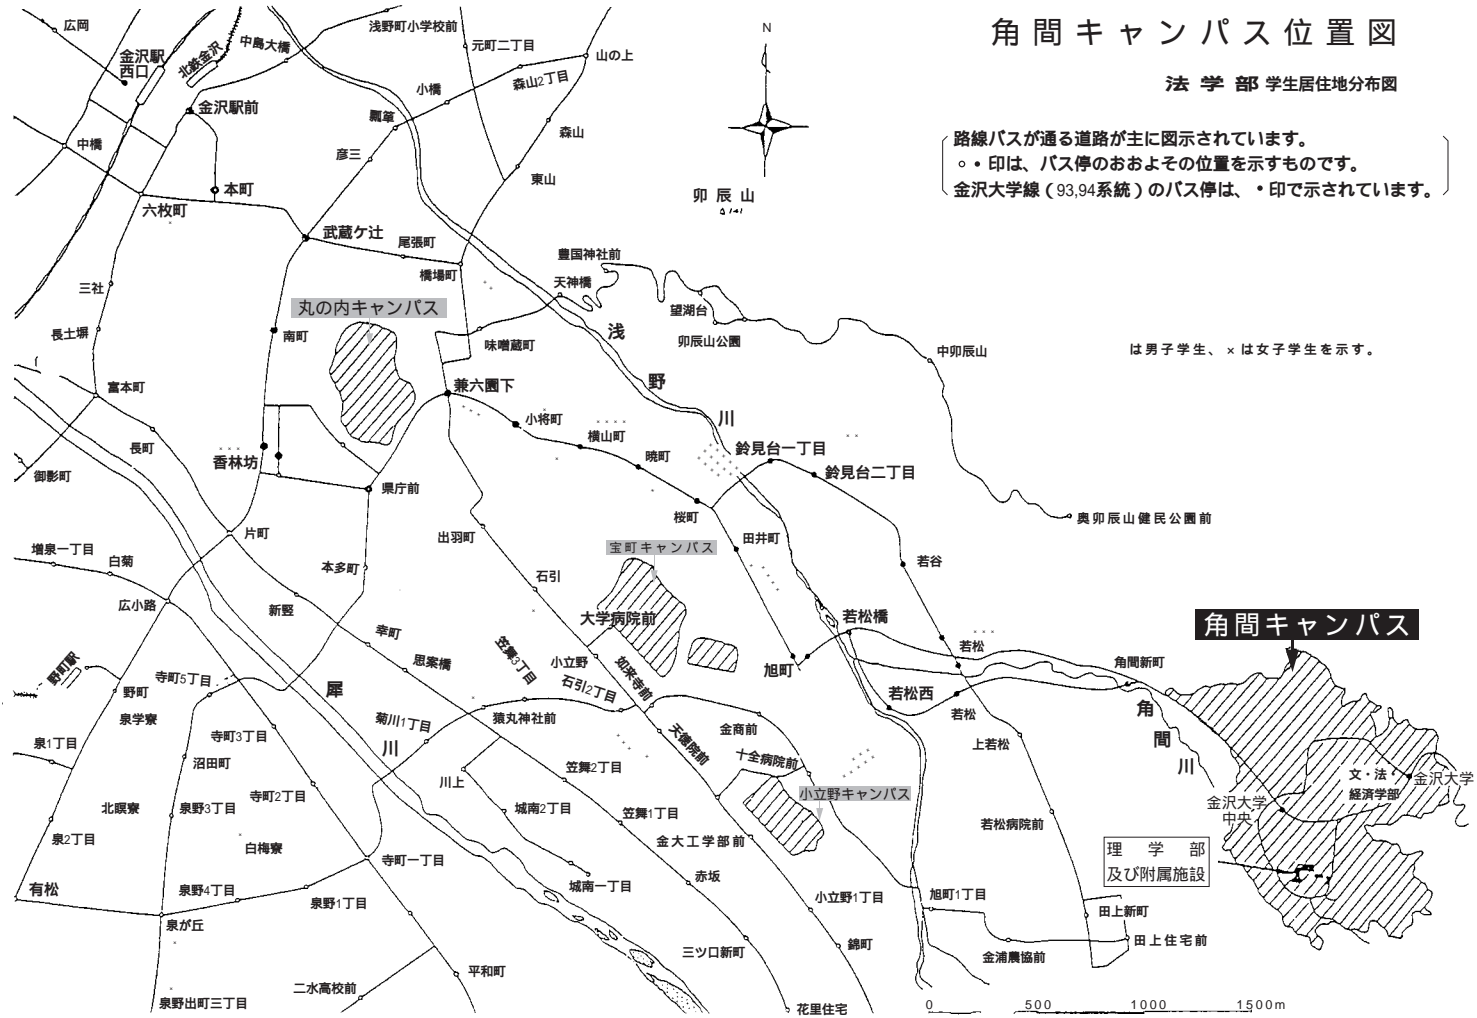 角間キャンパス位置図
法学部 学生居住地分布図
路線バスが通る道路が主に図示されています。
○・印は、バス停のおおよその位置を示すものです。
金沢大学線（93,94系統）のバス停は、・印で示されています。
は男子学生、×は女子学生を示す。
N
広岡
金沢駅
西口
北鉄金沢
中島大橋
浅野町小学校前
元町二丁目
山の上
小橋
森山2丁目
金沢駅前
瓢箪
森山
中橋
彦三
東山
本町
卯辰山
六枚町
武蔵ケ辻
尾張町
橋場町
豊国神社前
天神橋
三社
丸の内キャンパス
望湖台
長土塀
南町
味噌蔵町
浅
卯辰山公園
中卯辰山
富本町
兼六園下
野
川
小将町
横山町
長町
香林坊
暁町
鈴見台一丁目
鈴見台二丁目
御影町
県庁前
桜町
奥卯辰山健民公園前
片町
出羽町
田井町
増泉一丁目
白菊
宝町キャンパス
本多町
石引
若谷
広小路
新竪
大学病院前
若松橋
角間キャンパス
幸町
思案橋
笠舞3丁目
小立野
如来寺前
旭町
若松
角間新町
野町駅
寺町5丁目
石引2丁目
若松西
野町
犀
泉学寮
菊川1丁目
猿丸神社前
天徳院前
金商前
若松
角
泉1丁目
寺町3丁目
川
上若松
間
沼田町
川上
笠舞2丁目
十全病院前
川
文・法・
経済学部
金沢大学
寺町2丁目
小立野キャンパス
北溟寮
泉野3丁目
城南2丁目
笠舞1丁目
金沢大学
中央
若松病院前
泉2丁目
白梅寮
寺町一丁目
金大工学部前
理学部
及び附属施設
有松
泉野4丁目
城南一丁目
赤坂
泉野1丁目
小立野1丁目
旭町1丁目
田上新町
泉が丘
三ツ口新町
錦町
金浦農協前
田上住宅前
平和町
二水高校前
泉野出町三丁目
花里住宅
0 500 1000 1500m